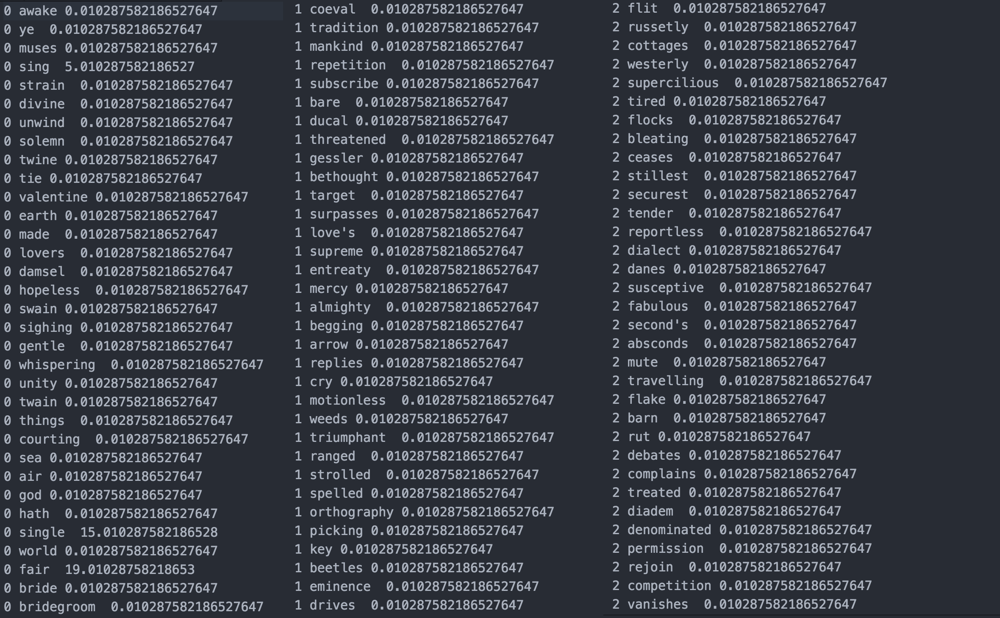 0 awake 0.010287582186527647
0 ye 0.010287582186527647
0 muses 0.010287582186527647
0 sing 5.010287582186527
0 strain 0.010287582186527647
0 divine 0.010287582186527647
0 unwind 0.010287582186527647
0 solemn 0.010287582186527647
0 twine 0.010287582186527647
0 tie 0.010287582186527647
0 valentine 0.010287582186527647
0 earth 0.010287582186527647
0 made 0.010287582186527647
0 lovers 0.010287582186527647
0 damsel 0.010287582186527647
0 hopeless 0.010287582186527647
0 swain 0.010287582186527647
0 sighing 0.010287582186527647
0 gentle 0.010287582186527647
0 whispering 0.010287582186527647
0 unity 0.010287582186527647
0 twain 0.010287582186527647
0 things 0.010287582186527647
0 courting 0.010287582186527647
0 sea 0.010287582186527647
0 air 0.010287582186527647
0 god 0.010287582186527647
0 hath 0.010287582186527647
0 single 15.010287582186528
0 world 0.010287582186527647
0 fair 19.01028758218653
0 bride 0.010287582186527647
0 bridegroom 0.010287582186527647
1 coeval 0.010287582186527647
1 tradition 0.010287582186527647
1 mankind 0.010287582186527647
1 repetition 0.010287582186527647
1 subscribe 0.010287582186527647
1 bare 0.010287582186527647
1 ducal 0.010287582186527647
1 threatened 0.010287582186527647
1 gessler 0.010287582186527647
1 bethought 0.010287582186527647
1 target 0.010287582186527647
1 surpasses 0.010287582186527647
1 love's 0.010287582186527647
1 supreme 0.010287582186527647
1 entreaty 0.010287582186527647
1 mercy 0.010287582186527647
1 almighty 0.010287582186527647
1 begging 0.010287582186527647
1 arrow 0.010287582186527647
1 replies 0.010287582186527647
1 cry 0.010287582186527647
1 motionless 0.010287582186527647
1 weeds 0.010287582186527647
1 triumphant 0.010287582186527647
1 ranged 0.010287582186527647
1 strolled 0.010287582186527647
1 spelled 0.010287582186527647
1 orthography 0.010287582186527647
1 picking 0.010287582186527647
1 key 0.010287582186527647
1 beetles 0.010287582186527647
1 eminence 0.010287582186527647
1 drives 0.010287582186527647
2 flit 0.010287582186527647
2 russetly 0.010287582186527647
2 cottages 0.010287582186527647
2 westerly 0.010287582186527647
2 supercilious 0.010287582186527647
2 tired 0.010287582186527647
2 flocks 0.010287582186527647
2 bleating 0.010287582186527647
2 ceases 0.010287582186527647
2 stillest 0.010287582186527647
2 securest 0.010287582186527647
2 tender 0.010287582186527647
2 reportless 0.010287582186527647
2 dialect 0.010287582186527647
2 danes 0.010287582186527647
2 susceptive 0.010287582186527647
2 fabulous 0.010287582186527647
2 second's 0.010287582186527647
2 absconds 0.010287582186527647
2 mute 0.010287582186527647
2 travelling 0.010287582186527647
2 flake 0.010287582186527647
2 barn 0.010287582186527647
2 rut 0.010287582186527647
2 debates 0.010287582186527647
2 complains 0.010287582186527647
2 treated 0.010287582186527647
2 diadem 0.010287582186527647
2 denominated 0.010287582186527647
2 permission 0.010287582186527647
2 rejoin 0.010287582186527647
2 competition 0.010287582186527647
2 vanishes 0.010287582186527647